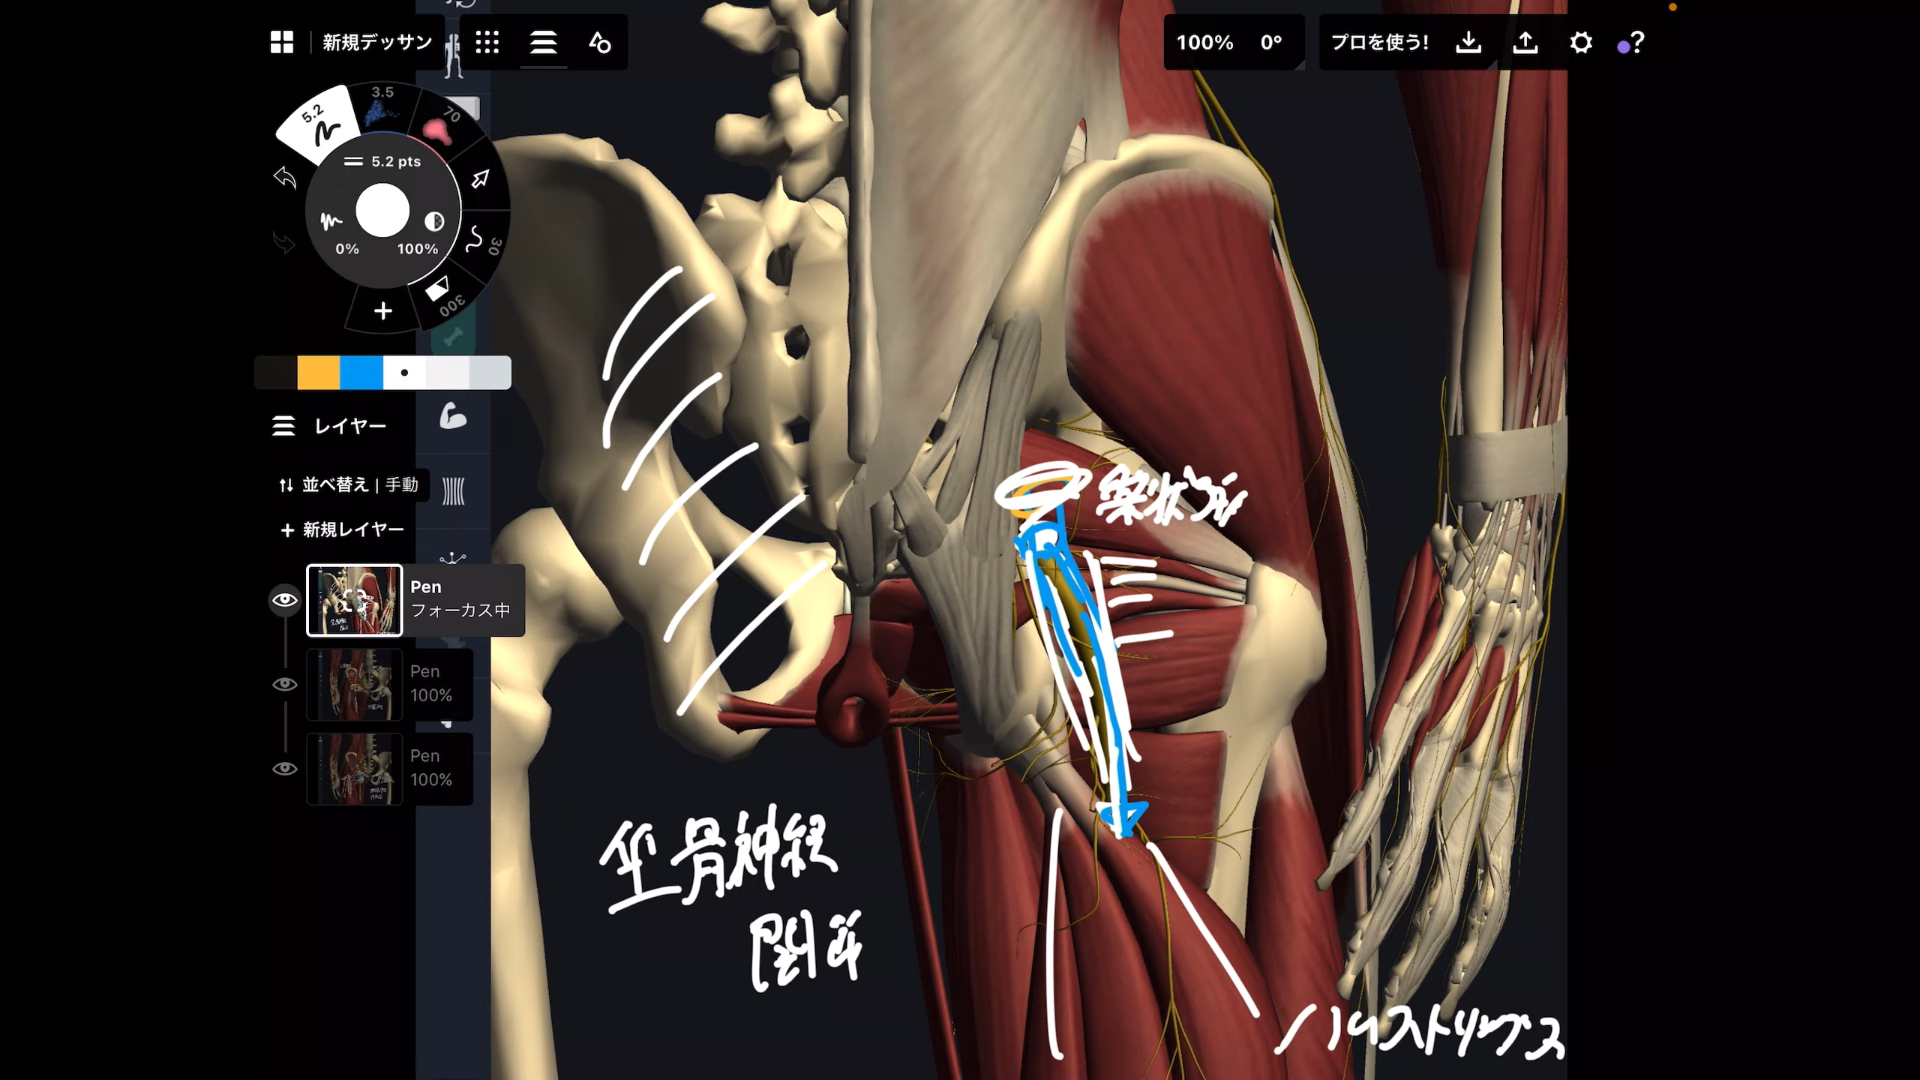 新規デッサン
100% 0° プロを使う! ?
5.2
3.5
70
5.2 pts
30
0% 100%
300
レイヤー
並べ替え | 手動
新規レイヤー
Pen
フォーカス中
Pen
100%
Pen
100%
梨状筋
坐骨神経
関節
ハムストリングス